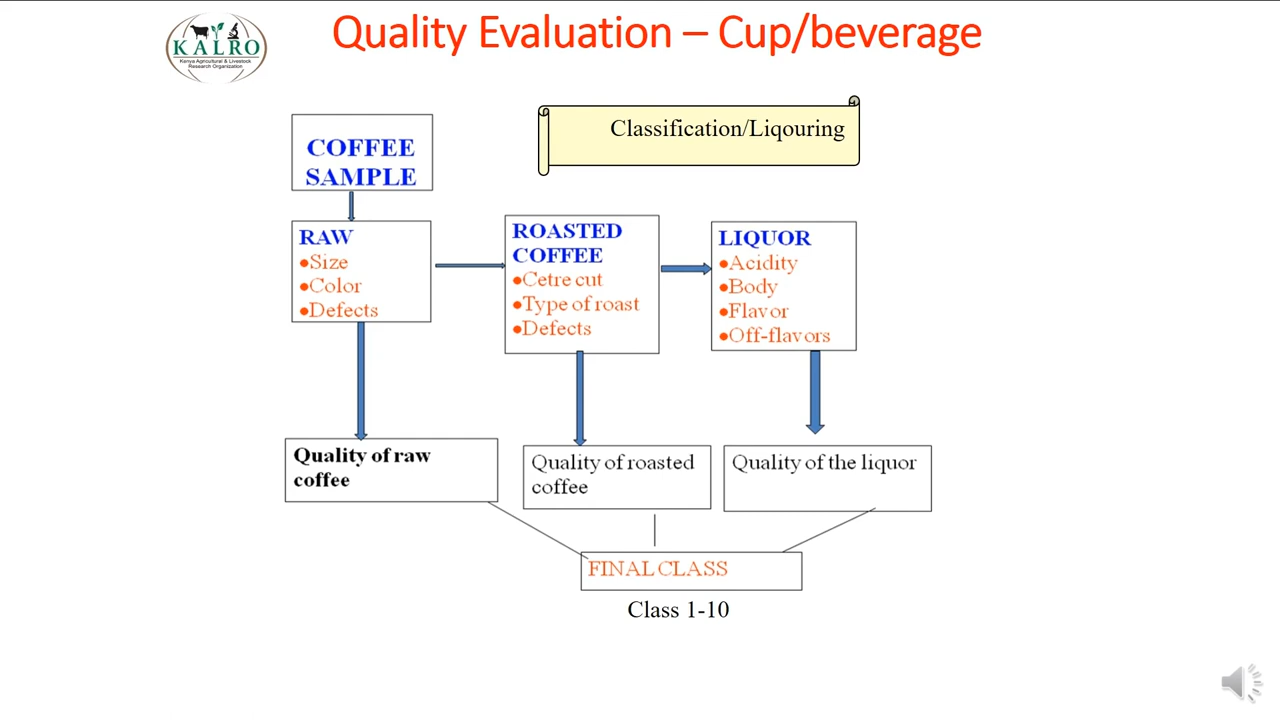 Quality Evaluation – Cup/beverage
KALRO
Kenya Agricultural & Livestock
Research Organization
Classification/Liqouring
COFFEE
SAMPLE
RAW
•Size
•Color
•Defects
ROASTED
COFFEE
•Cetre cut
•Type of roast
•Defects
LIQUOR
•Acidity
•Body
•Flavor
•Off-flavors
Quality of raw
coffee
Quality of roasted
coffee
Quality of the liquor
FINAL CLASS
Class 1-10